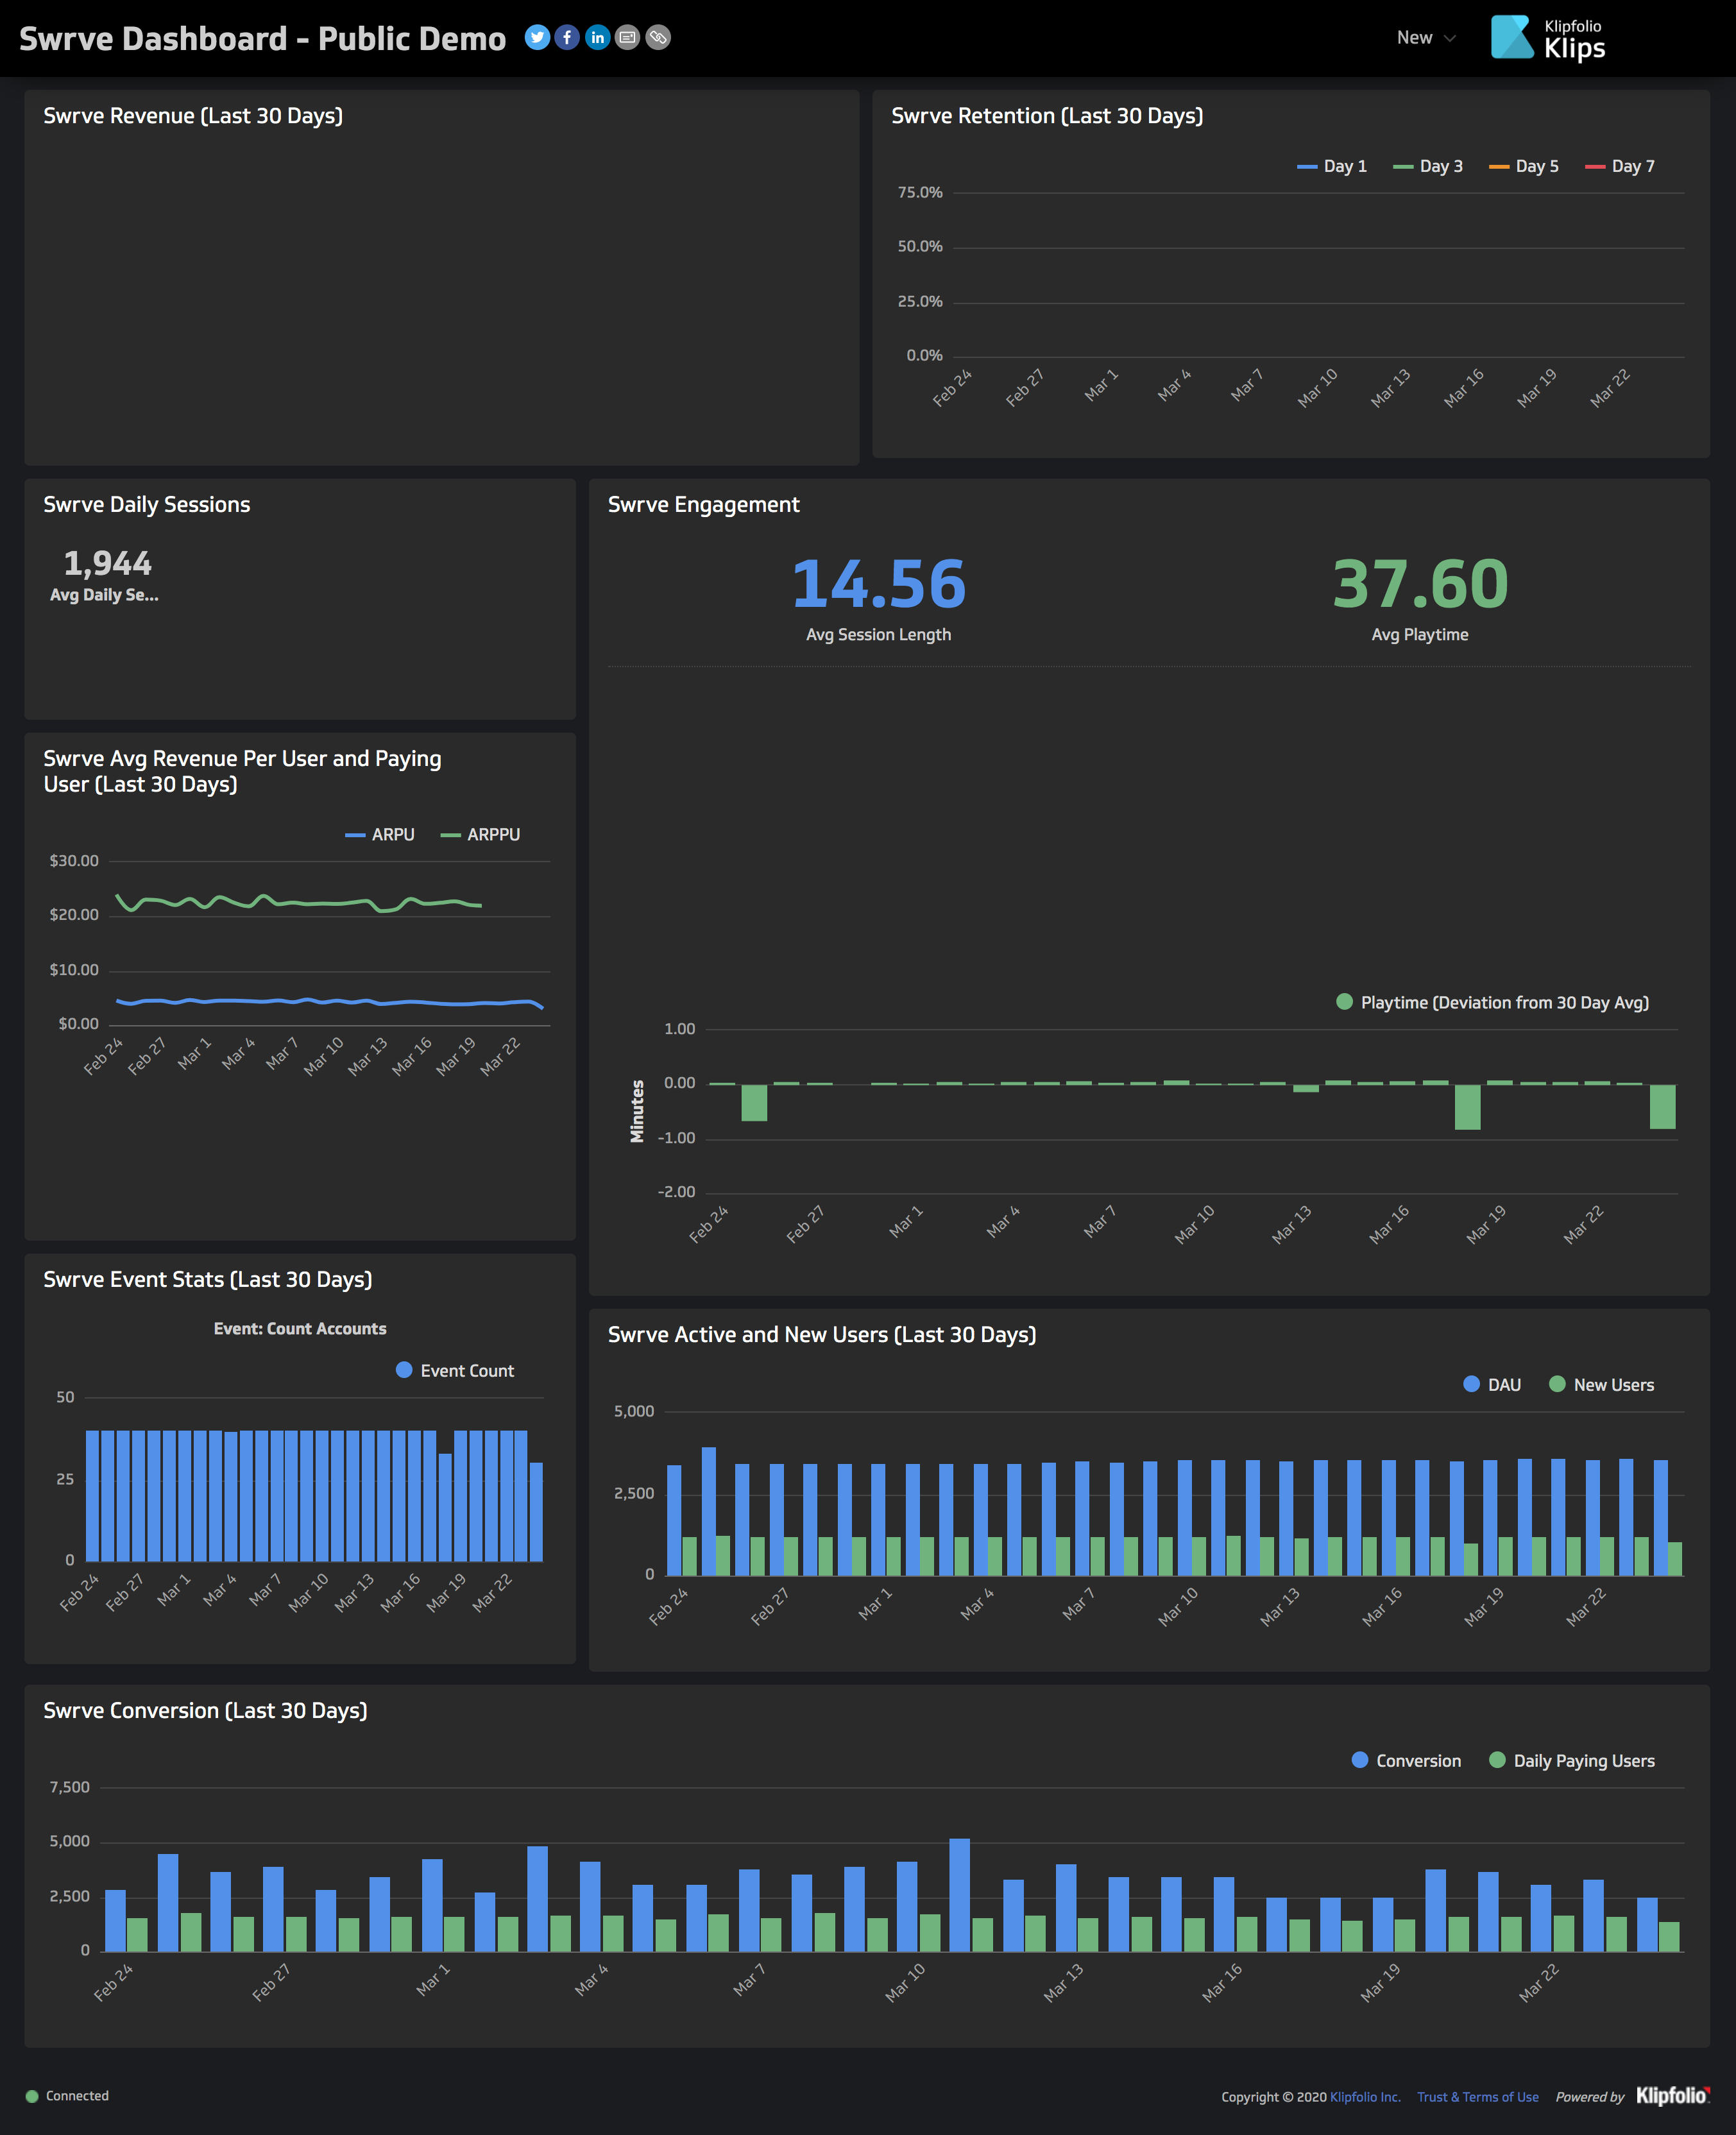 Swrve Dashboard - Public Demo
New
Klipfolio
Klips
Swrve Revenue (Last 30 Days)
Swrve Retention (Last 30 Days)
Day 1 Day 3 Day 5 Day 7
75.0%
50.0%
25.0%
0.0%
Feb 24 Feb 27 Mar 1 Mar 4 Mar 7 Mar 10 Mar 13 Mar 16 Mar 19 Mar 22
Swrve Daily Sessions
1,944
Avg Daily Se...
Swrve Engagement
14.56
Avg Session Length
37.60
Avg Playtime
Playtime (Deviation from 30 Day Avg)
Minutes
1.00
0.00
-1.00
-2.00
Feb 24 Feb 27 Mar 1 Mar 4 Mar 7 Mar 10 Mar 13 Mar 16 Mar 19 Mar 22
Swrve Avg Revenue Per User and Paying
User (Last 30 Days)
ARPU ARPPU
$30.00
$20.00
$10.00
$0.00
Feb 24 Feb 27 Mar 1 Mar 4 Mar 7 Mar 10 Mar 13 Mar 16 Mar 19 Mar 22
Swrve Event Stats (Last 30 Days)
Event: Count Accounts
Event Count
50
25
0
Feb 24 Feb 27 Mar 1 Mar 4 Mar 7 Mar 10 Mar 13 Mar 16 Mar 19 Mar 22
Swrve Active and New Users (Last 30 Days)
DAU New Users
5,000
2,500
0
Feb 24 Feb 27 Mar 1 Mar 4 Mar 7 Mar 10 Mar 13 Mar 16 Mar 19 Mar 22
Swrve Conversion (Last 30 Days)
Conversion Daily Paying Users
7,500
5,000
2,500
0
Feb 24 Feb 27 Mar 1 Mar 4 Mar 7 Mar 10 Mar 13 Mar 16 Mar 19 Mar 22
Connected
Copyright © 2020 Klipfolio Inc. Trust & Terms of Use Powered by Klipfolio